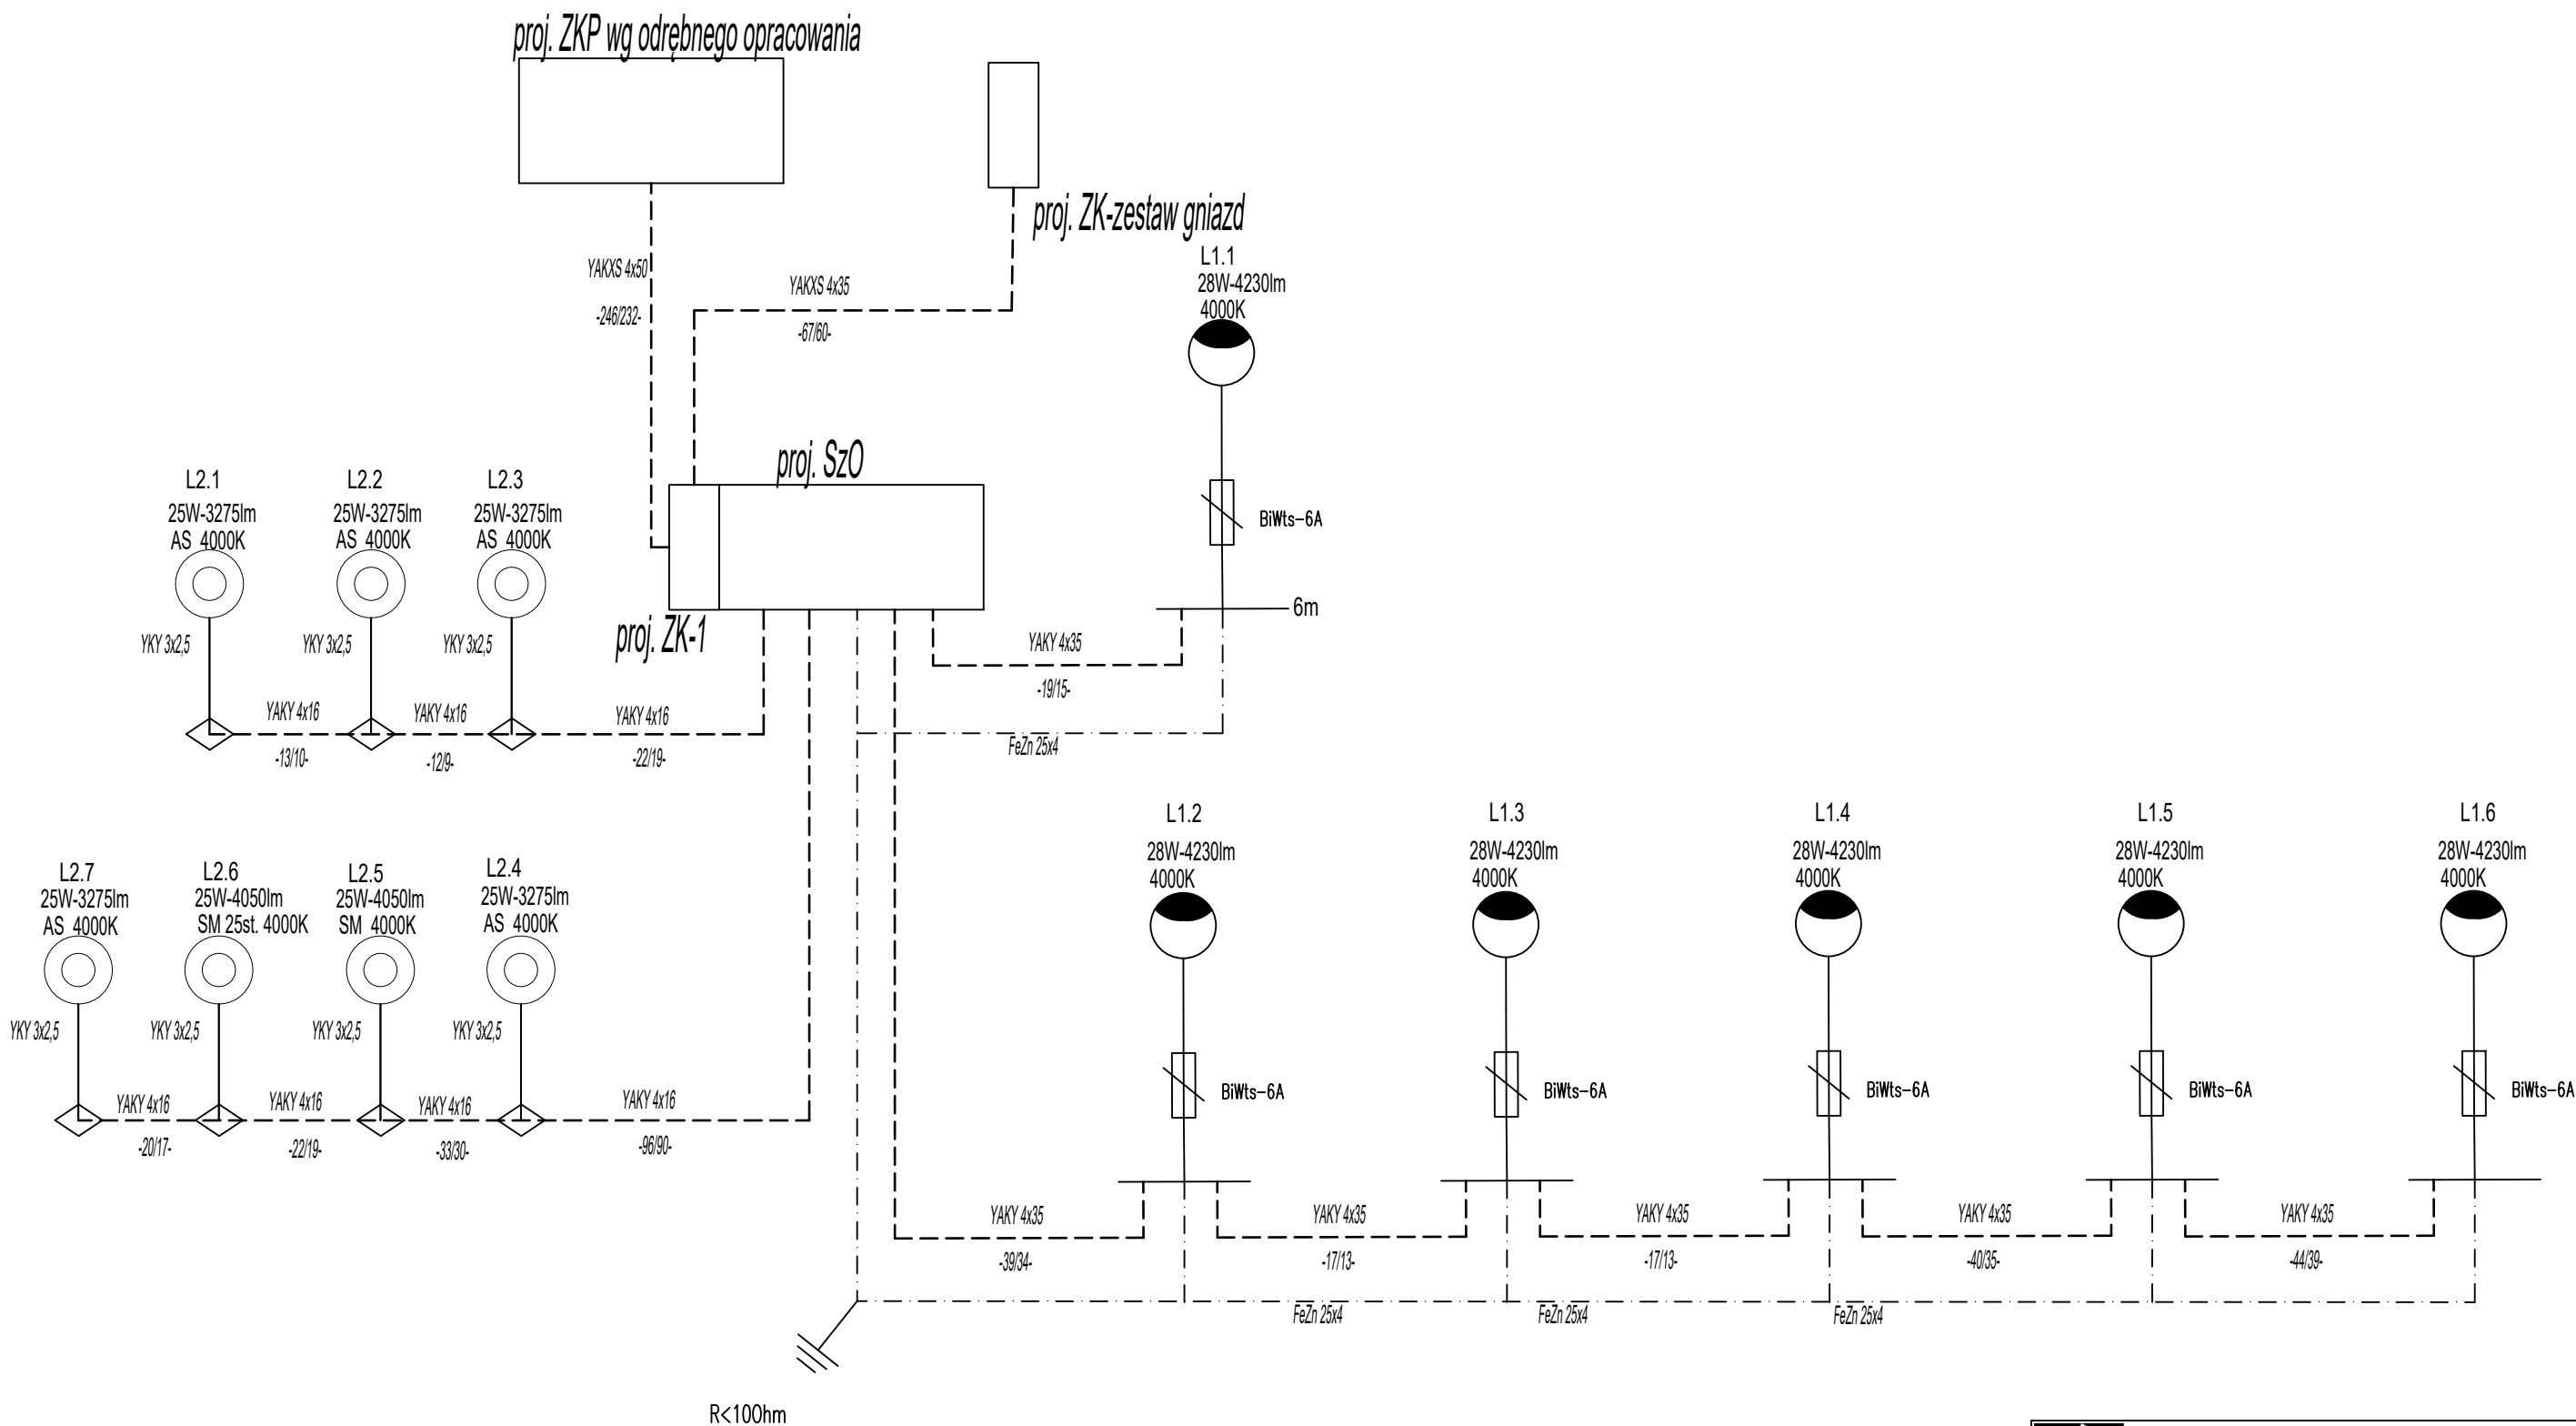 proj. ZKP wg odrębnego opracowania
proj. ZK-zestaw gniazd
YAKXS 4x50
-246/232-
YAKXS 4x35
-67/60-
L1.1
28W-4230lm
4000K
BiWts-6A
6m
proj. SzO
proj. ZK-1
L2.1
25W-3275lm
AS 4000K
L2.2
25W-3275lm
AS 4000K
L2.3
25W-3275lm
AS 4000K
YKY 3x2,5
YKY 3x2,5
YKY 3x2,5
YAKY 4x16
-13/10-
YAKY 4x16
-12/9-
YAKY 4x16
-22/19-
YAKY 4x35
-19/15-
FeZn 25x4
L2.7
25W-3275lm
AS 4000K
L2.6
25W-4050lm
SM 25st. 4000K
L2.5
25W-4050lm
SM 4000K
L2.4
25W-3275lm
AS 4000K
YKY 3x2,5
YKY 3x2,5
YKY 3x2,5
YKY 3x2,5
YAKY 4x16
-20/17-
YAKY 4x16
-22/19-
YAKY 4x16
-33/30-
YAKY 4x16
-96/90-
L1.2
28W-4230lm
4000K
L1.3
28W-4230lm
4000K
L1.4
28W-4230lm
4000K
L1.5
28W-4230lm
4000K
L1.6
28W-4230lm
4000K
BiWts-6A
BiWts-6A
BiWts-6A
BiWts-6A
BiWts-6A
YAKY 4x35
-39/34-
YAKY 4x35
-17/13-
YAKY 4x35
-17/13-
YAKY 4x35
-40/35-
YAKY 4x35
-44/39-
FeZn 25x4
FeZn 25x4
FeZn 25x4
R<10Ohm